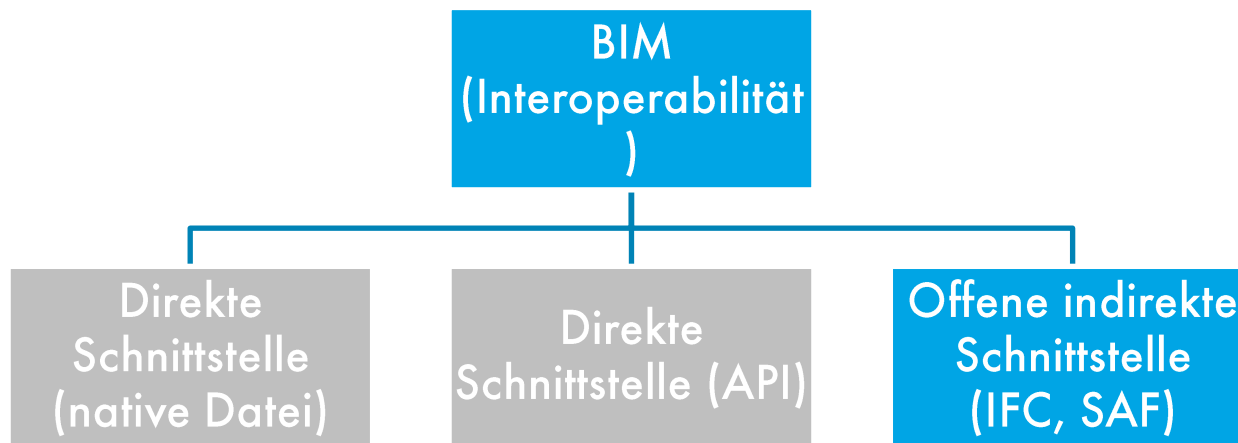 BIM
(Interoperabilität
)
Direkte
Schnittstelle
(native Datei)
Direkte
Schnittstelle (API)
Offene indirekte
Schnittstelle
(IFC, SAF)